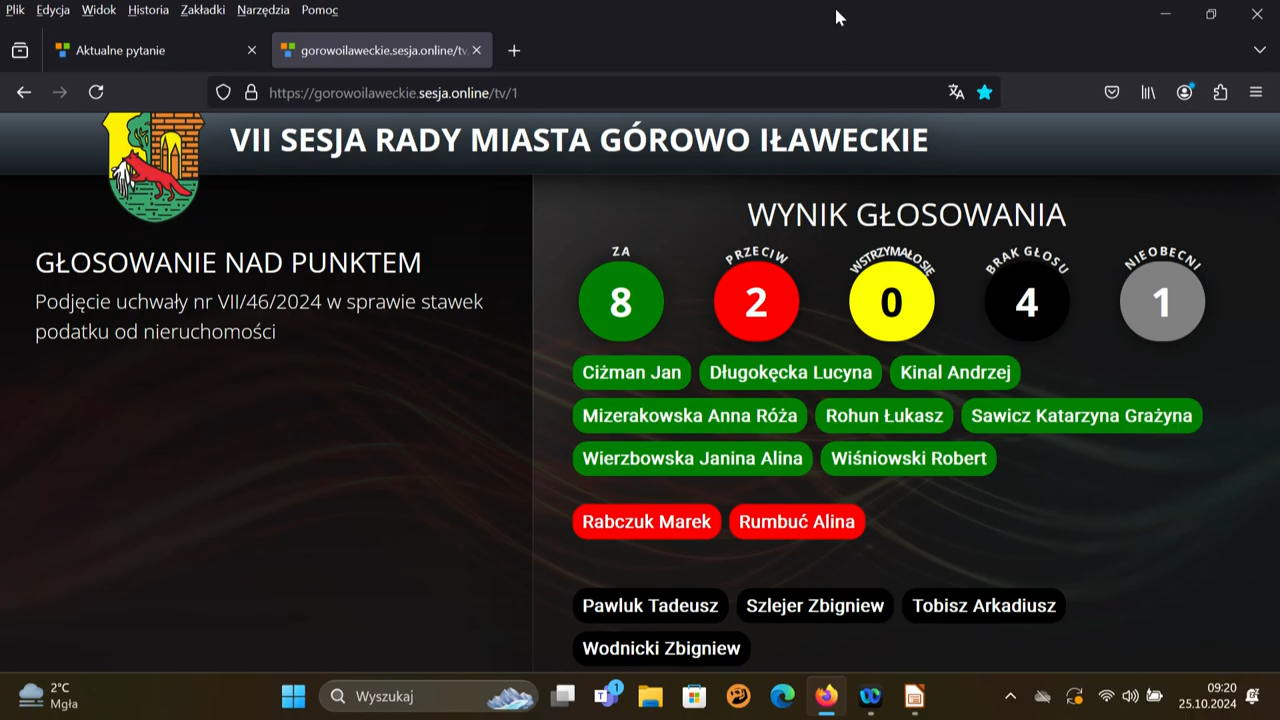 Plik Edycja Widok Historia Zakładki Narzędzia Pomoc
Aktualne pytanie
gorowoilaweckie.sesja.online/tv
https://gorowoilaweckie.sesja.online/tv/1
VII SESJA RADY MIASTA GÓROWO IŁAWECKIE
GŁOSOWANIE NAD PUNKTEM
Podjęcie uchwały nr VII/46/2024 w sprawie stawek
podatku od nieruchomości
WYNIK GŁOSOWANIA
ZA PRZECIW WSTRZYMAŁO SIĘ BRAK GŁOSU NIEOBECNI
8 2 0 4 1
Ciżman Jan Długokęcka Lucyna Kinal Andrzej
Mizerakowska Anna Róża Rohun Łukasz Sawicz Katarzyna Grażyna
Wierzbowska Janina Alina Wiśniowski Robert
Rabczuk Marek Rumbuć Alina
Pawluk Tadeusz Szlejer Zbigniew Tobisz Arkadiusz
Wodnicki Zbigniew
2°C
Mgła
Wyszukaj
1
09:20
25.10.2024